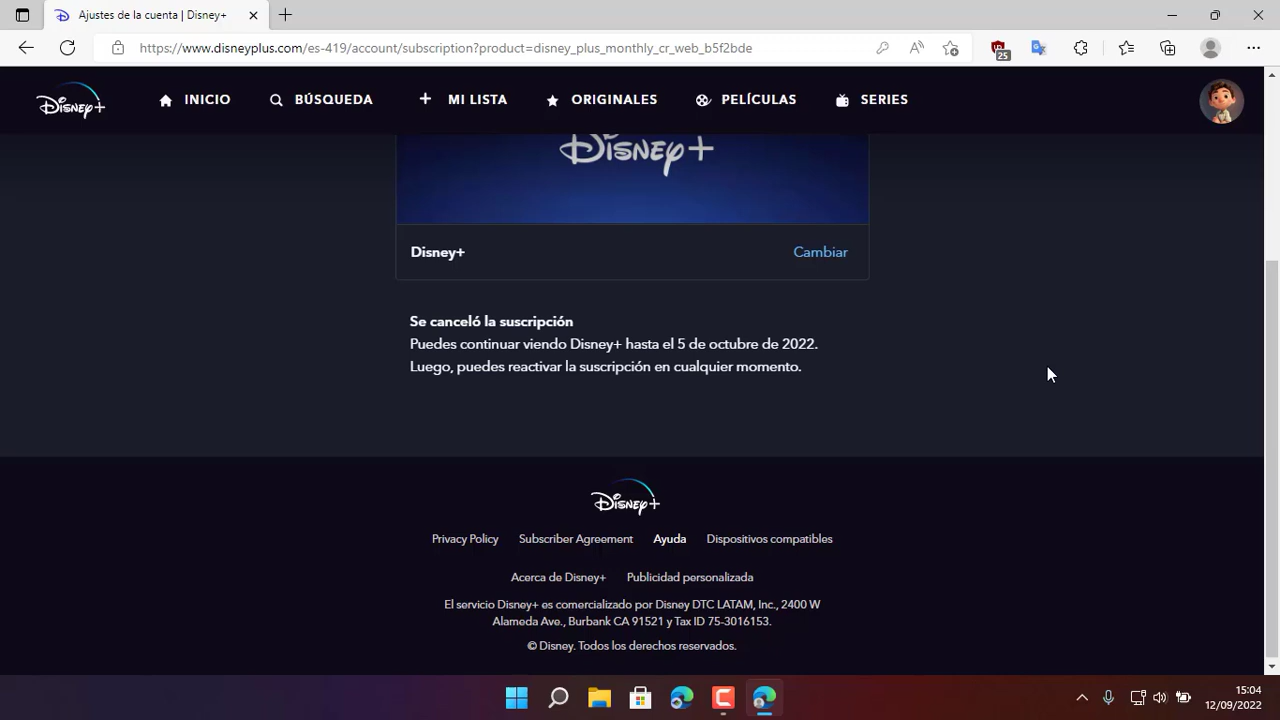 Ajustes de la cuenta | Disney+
https://www.disneyplus.com/es-419/account/subscription?product=disney_plus_monthly_cr_web_b5f2bde
25
Disney+
INICIO
BÚSQUEDA
MI LISTA
ORIGINALES
PELÍCULAS
SERIES
Disney+
Disney+
Cambiar
Se canceló la suscripción
Puedes continuar viendo Disney+ hasta el 5 de octubre de 2022.
Luego, puedes reactivar la suscripción en cualquier momento.
Disney+
Privacy Policy
Subscriber Agreement
Ayuda
Dispositivos compatibles
Acerca de Disney+
Publicidad personalizada
El servicio Disney+ es comercializado por Disney DTC LATAM, Inc., 2400 W
Alameda Ave., Burbank CA 91521 y Tax ID 75-3016153.
© Disney. Todos los derechos reservados.
15:04
12/09/2022